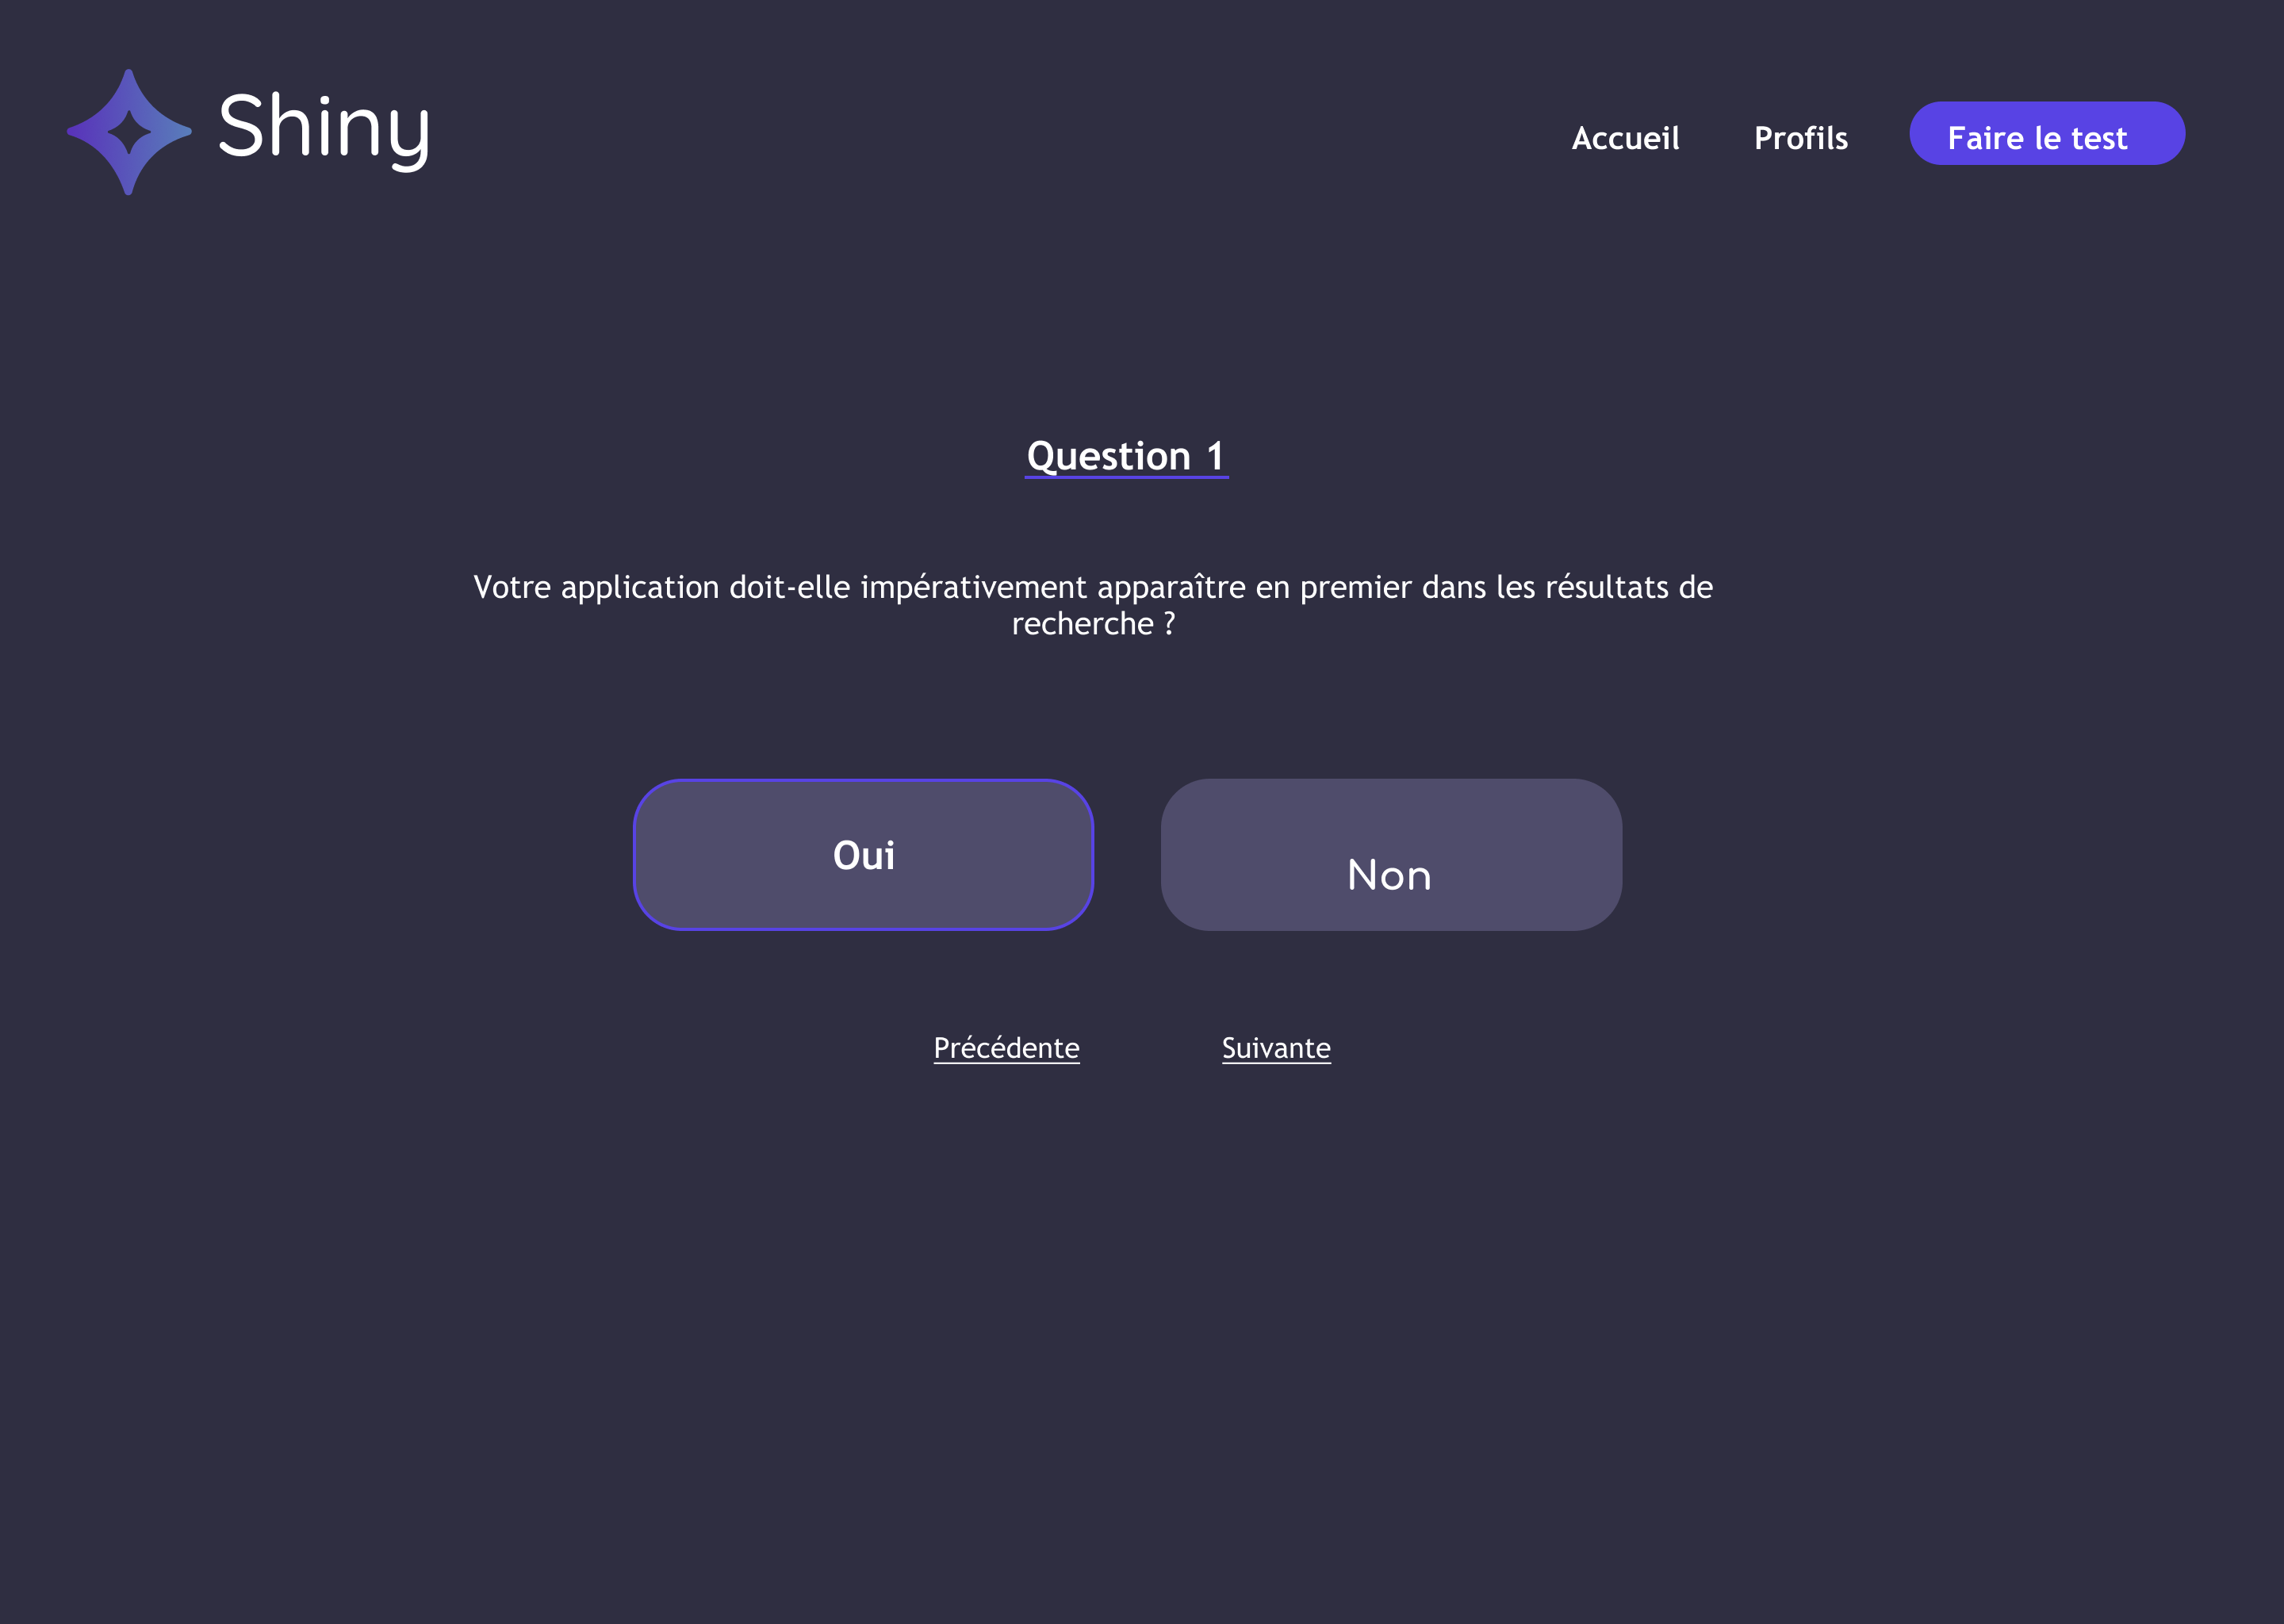 Shiny
Accueil Profils Faire le test
Question 1
Votre application doit-elle impérativement apparaître en premier dans les résultats de
recherche ?
Oui Non
Précédente Suivante